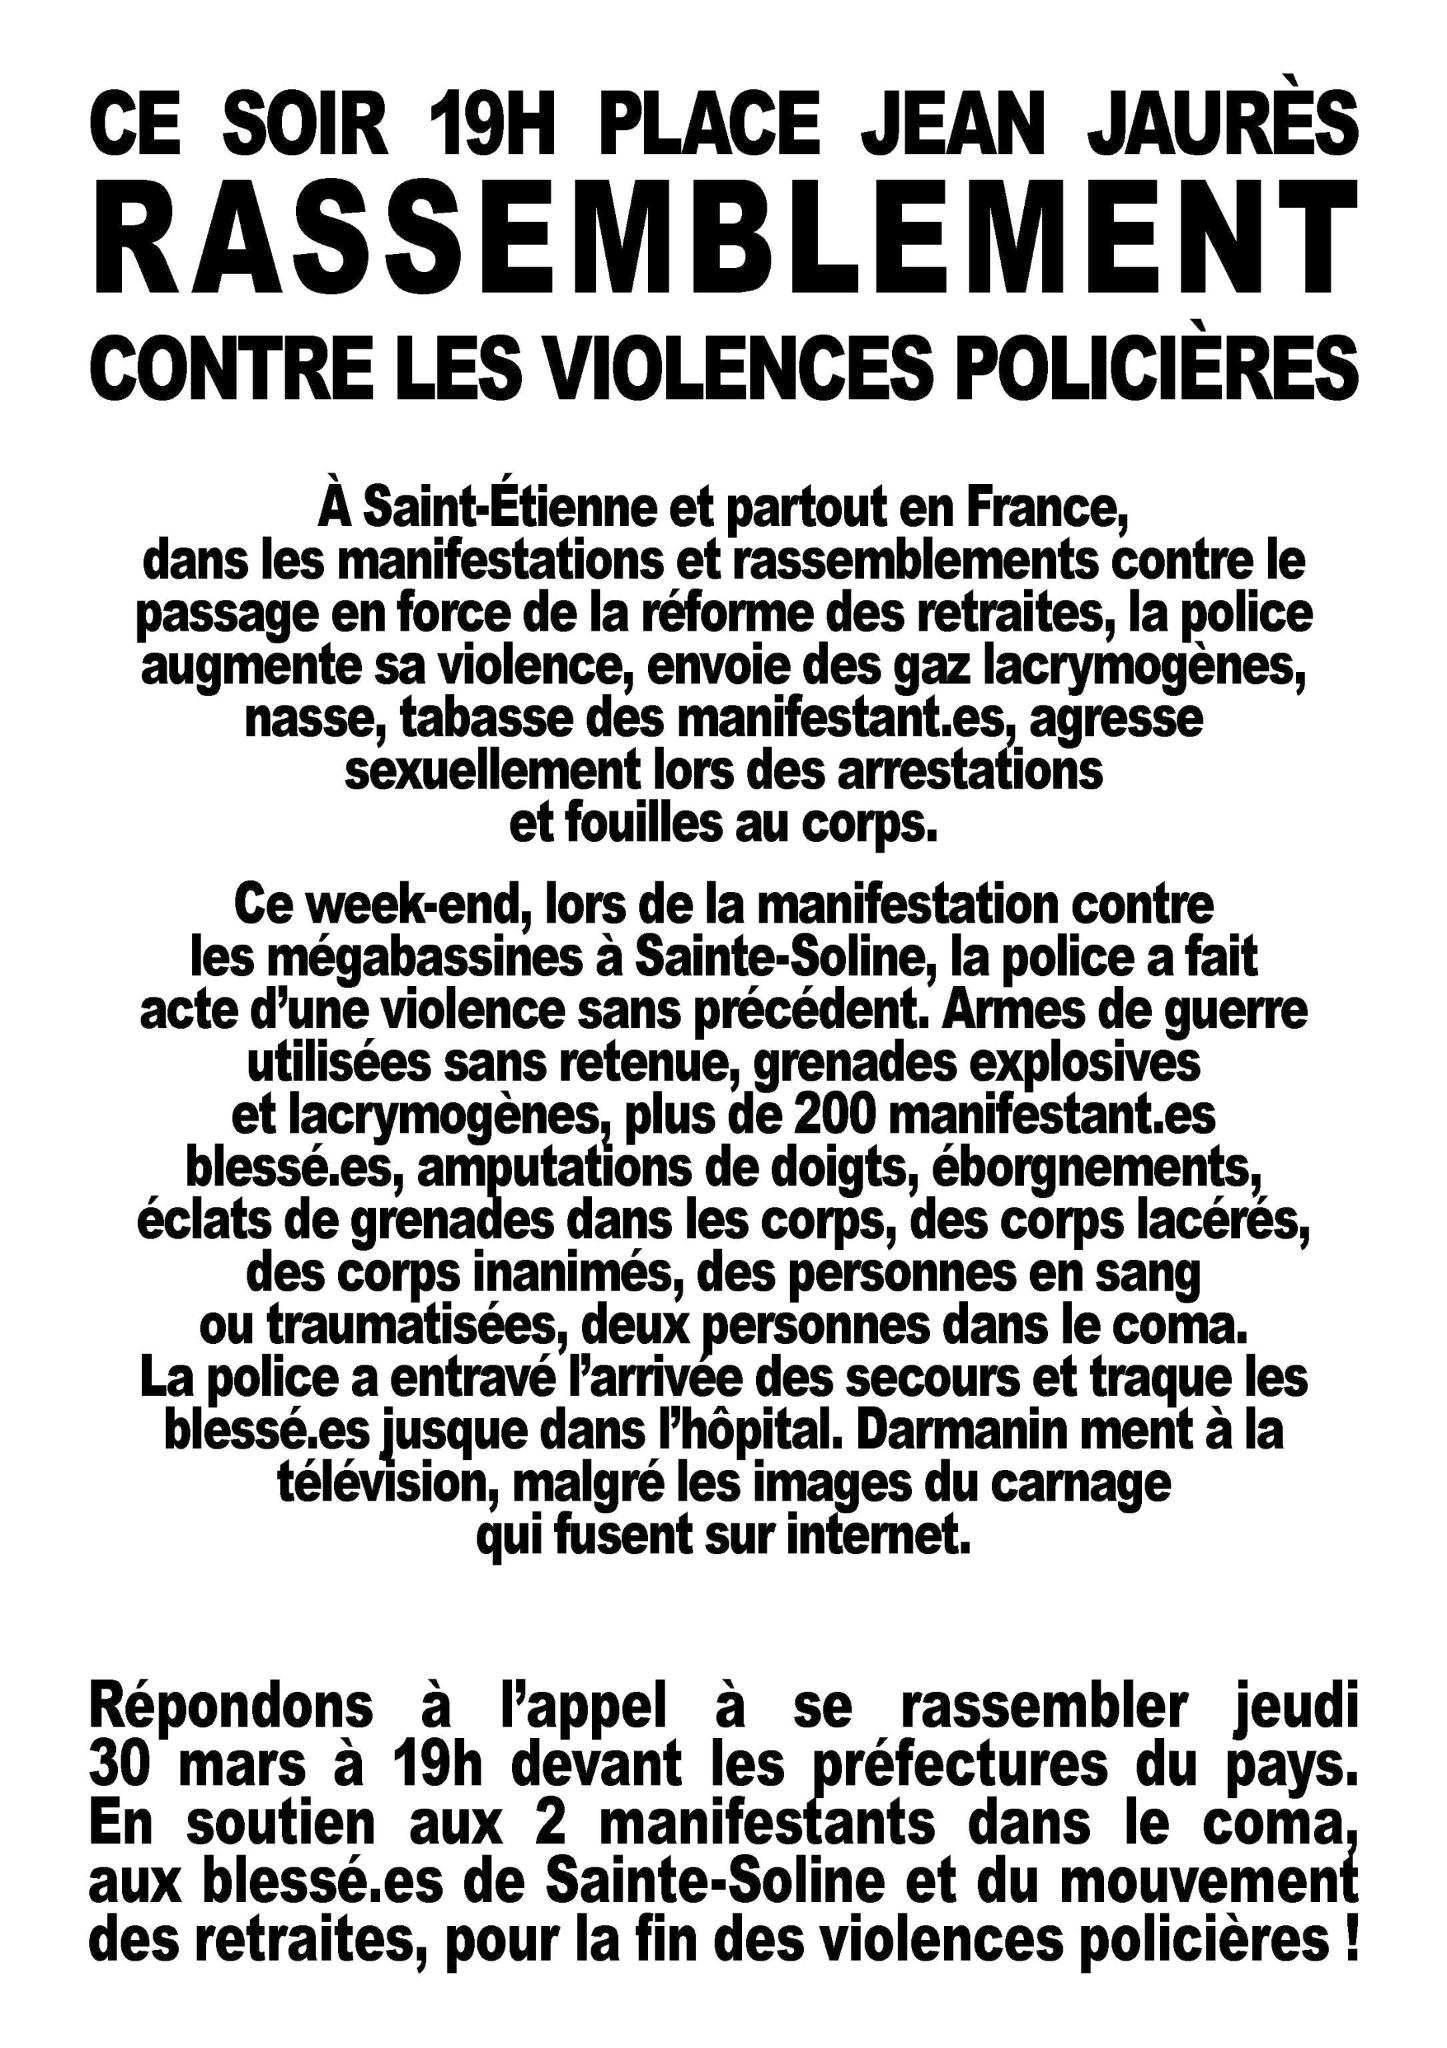 CE SOIR 19H PLACE JEAN JAURÈS
RASSEMBLEMENT
CONTRE LES VIOLENCES POLICIÈRES
À Saint-Étienne et partout en France,
dans les manifestations et rassemblements contre le
passage en force de la réforme des retraites, la police
augmente sa violence, envoie des gaz lacrymogènes,
nasse, tabasse des manifestant.es, agresse
sexuellement lors des arrestations
et fouilles au corps.
Ce week-end, lors de la manifestation contre
les mégabassines à Sainte-Soline, la police a fait
acte d’une violence sans précédent. Armes de guerre
utilisées sans retenue, grenades explosives
et lacrymogènes, plus de 200 manifestant.es
blessé.es, amputations de doigts, éborgnements,
éclats de grenades dans les corps, des corps lacérés,
des corps inanimés, des personnes en sang
ou traumatisées, deux personnes dans le coma.
La police a entravé l’arrivée des secours et traque les
blessé.es jusque dans l’hôpital. Darmanin ment à la
télévision, malgré les images du carnage
qui fusent sur internet.
Répondons à l’appel à se rassembler jeudi
30 mars à 19h devant les préfectures du pays.
En soutien aux 2 manifestants dans le coma,
aux blessé.es de Sainte-Soline et du mouvement
des retraites, pour la fin des violences policières !